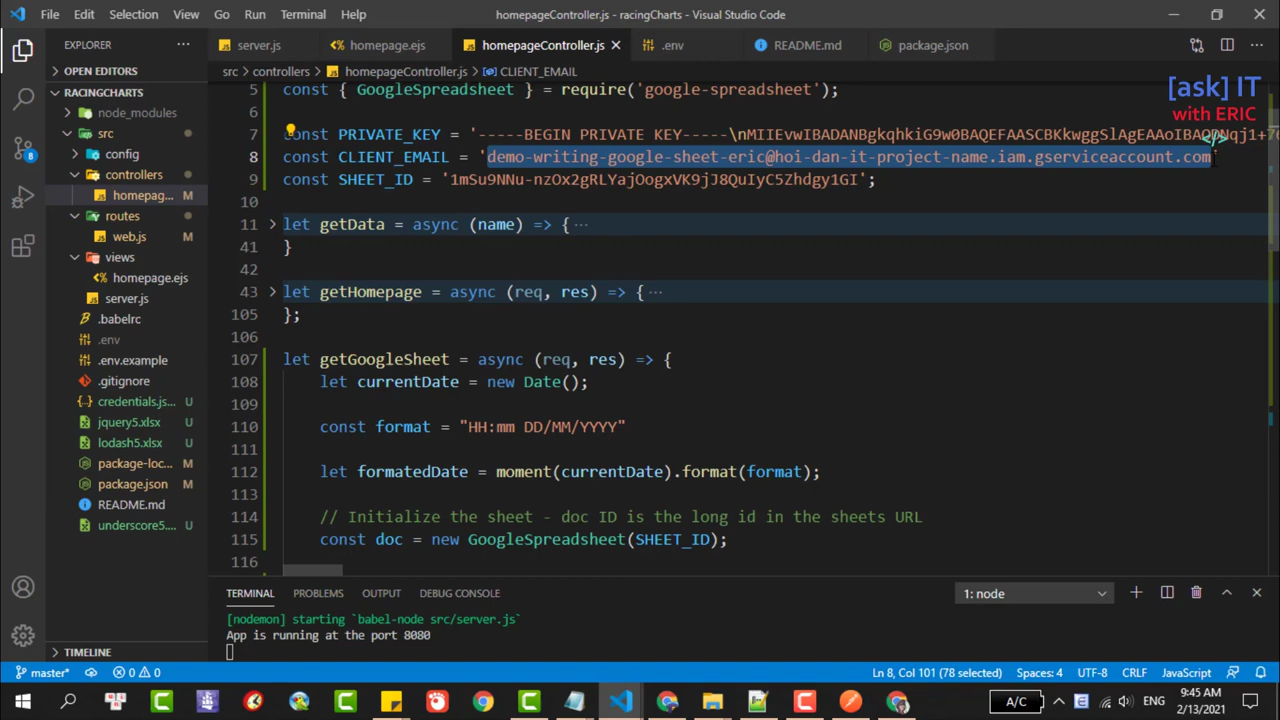 File Edit Selection View Go Run Terminal Help homepageController.js - racingCharts - Visual Studio Code
EXPLORER ··· server.js homepage.ejs homepageController.js .env README.md package.json
OPEN EDITORS
src > controllers > homepageController.js > CLIENT_EMAIL
RACINGCHARTS
node_modules
src
config
controllers
homepag... M
routes
web.js M
views
homepage.ejs
server.js
.babelrc
.env
.env.example
.gitignore
credentials.js... U
jquery5.xlsx U
lodash5.xlsx U
package-loc... M
package.json M
README.md
underscore5.... U
TIMELINE
8
[ask] IT
with ERIC
</>
5 const { GoogleSpreadsheet } = require('google-spreadsheet');
6
7 const PRIVATE_KEY = '-----BEGIN PRIVATE KEY-----\nMIIEvwIBADANBgkqhkiG9w0BAQEFAASCBKkwggSlAgEAAoIBAQDNqj1+7
8 const CLIENT_EMAIL = 'demo-writing-google-sheet-eric@hoi-dan-it-project-name.iam.gserviceaccount.com
9 const SHEET_ID = '1mSu9NNu-nzOx2gRLYajOogxVK9jJ8QuIyC5Zhdgy1GI';
10
11 let getData = async (name) => { ···
41 }
42
43 let getHomepage = async (req, res) => { ···
105 };
106
107 let getGoogleSheet = async (req, res) => {
108 let currentDate = new Date();
109
110 const format = "HH:mm DD/MM/YYYY"
111
112 let formatedDate = moment(currentDate).format(format);
113
114 // Initialize the sheet - doc ID is the long id in the sheets URL
115 const doc = new GoogleSpreadsheet(SHEET_ID);
116
TERMINAL PROBLEMS OUTPUT DEBUG CONSOLE 1: node
[nodemon] starting `babel-node src/server.js`
App is running at the port 8080
master* 0 0 Ln 8, Col 101 (78 selected) Spaces: 4 UTF-8 CRLF JavaScript
A/C ENG 9:45 AM
2/13/2021